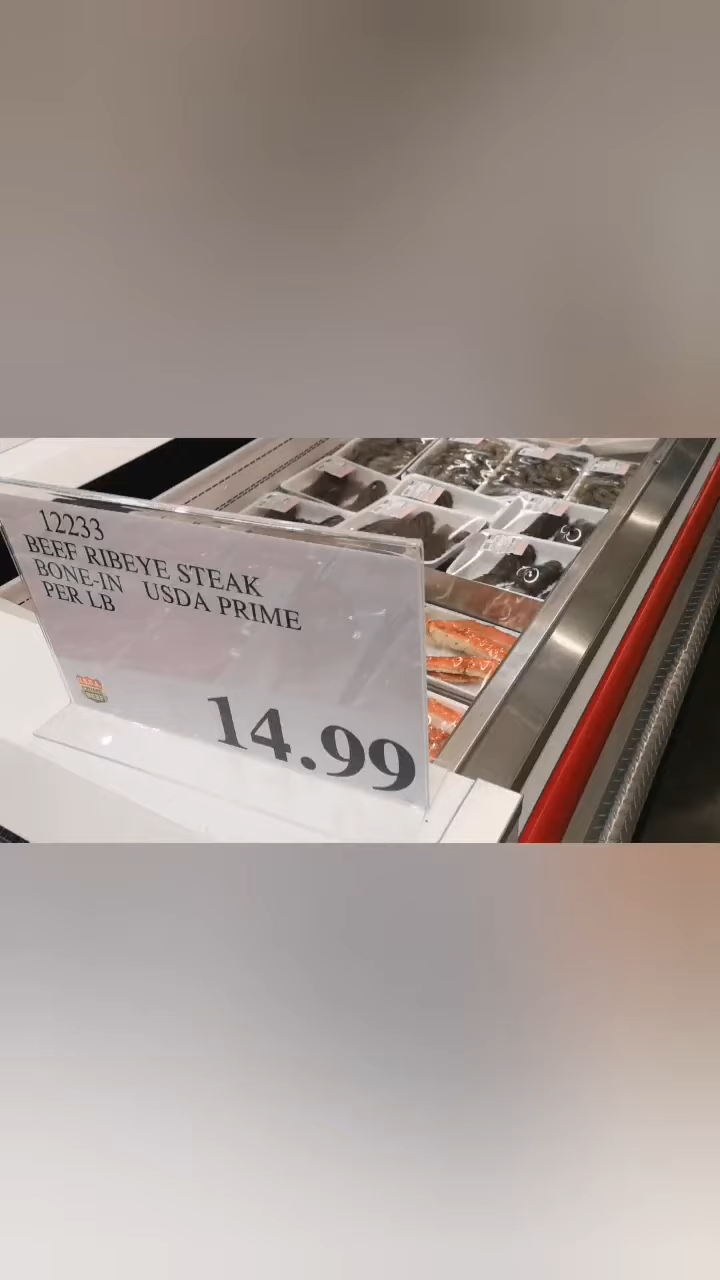 12233
BEEF RIBEYE STEAK
BONE-IN USDA PRIME
PER LB
14.99